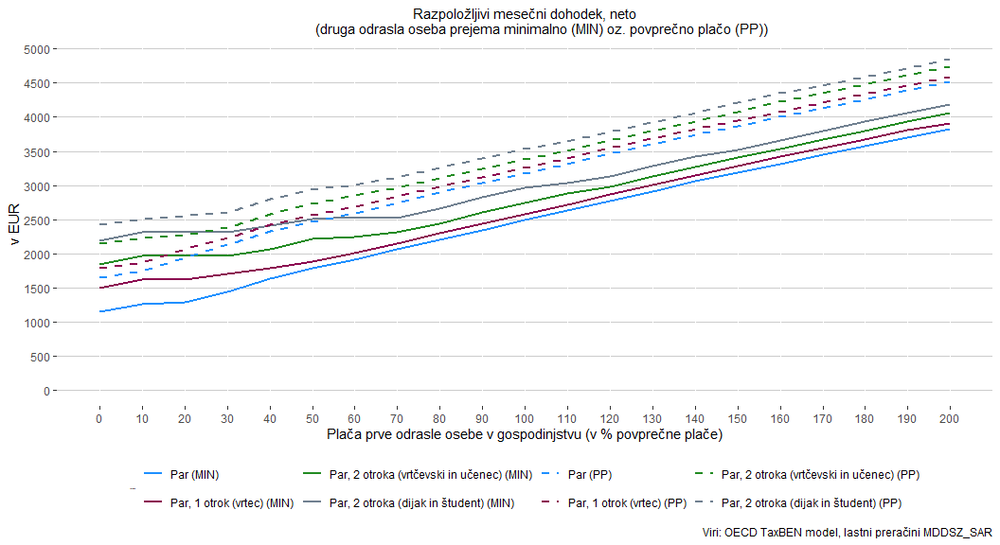 Razpoložljivi mesečni dohodek, neto
(druga odrasla oseba prejema minimalno (MIN) oz. povprečno plačo (PP))
v EUR
5000
4500
4000
3500
3000
2500
2000
1500
1000
500
0
0 10 20 30 40 50 60 70 80 90 100 110 120 130 140 150 160 170 180 190 200
Plača prve odrasle osebe v gospodinjstvu (v % povprečne plače)
Par (MIN) Par, 2 otroka (vrtčevski in učenec) (MIN) Par (PP) Par, 2 otroka (vrtčevski in učenec) (PP)
Par, 1 otrok (vrtec) (MIN) Par, 2 otroka (dijak in študent) (MIN) Par, 1 otrok (vrtec) (PP) Par, 2 otroka (dijak in študent) (PP)
Viri: OECD TaxBEN model, lastni preračini MDDSZ_SAR